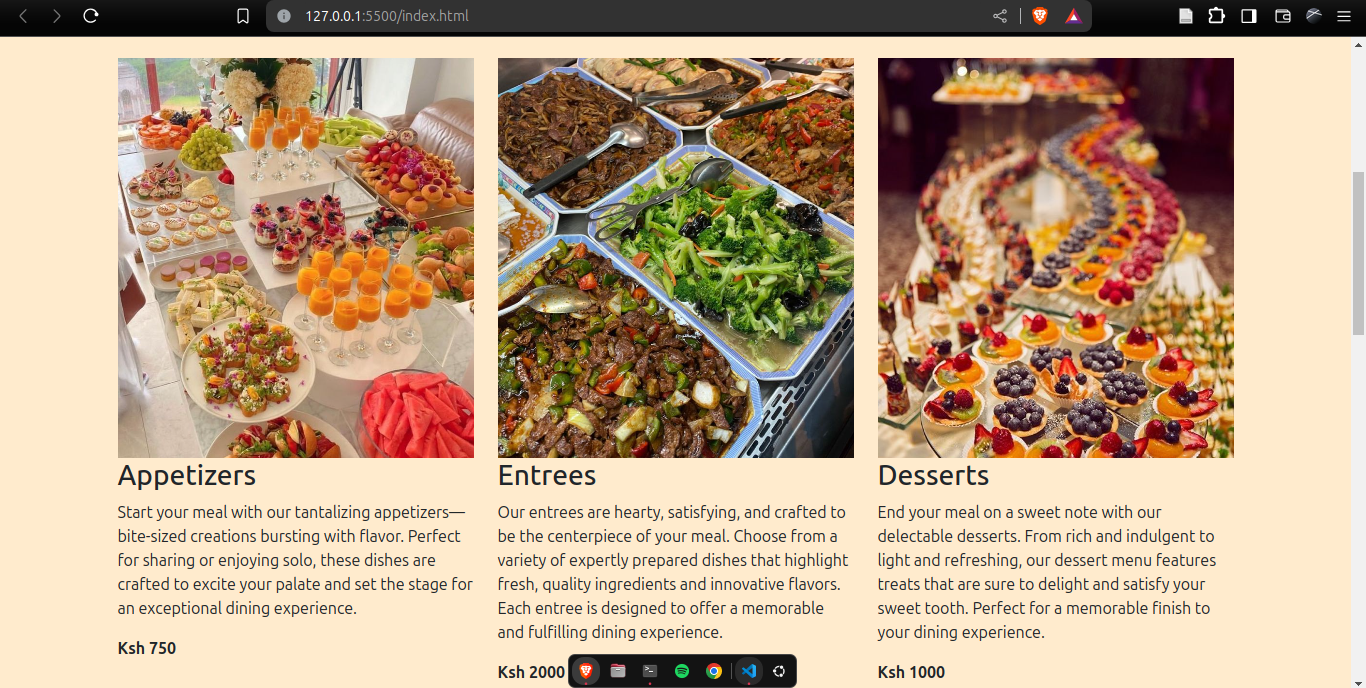 127.0.0.1:5500/index.html
Appetizers
Start your meal with our tantalizing appetizers—
bite-sized creations bursting with flavor. Perfect
for sharing or enjoying solo, these dishes are
crafted to excite your palate and set the stage for
an exceptional dining experience.
Ksh 750
Entrees
Our entrees are hearty, satisfying, and crafted to
be the centerpiece of your meal. Choose from a
variety of expertly prepared dishes that highlight
fresh, quality ingredients and innovative flavors.
Each entree is designed to offer a memorable
and fulfilling dining experience.
Ksh 2000
Desserts
End your meal on a sweet note with our
delectable desserts. From rich and indulgent to
light and refreshing, our dessert menu features
treats that are sure to delight and satisfy your
sweet tooth. Perfect for a memorable finish to
your dining experience.
Ksh 1000